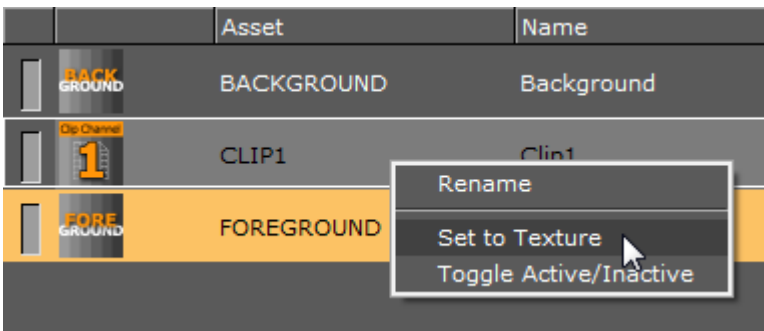 Asset Name
BACK
GROUND
BACKGROUND Background
Clip Channel
1
CLIP1 Clip1
Rename
FORE
GROUND
FOREGROUND
Set to Texture
Toggle Active/Inactive